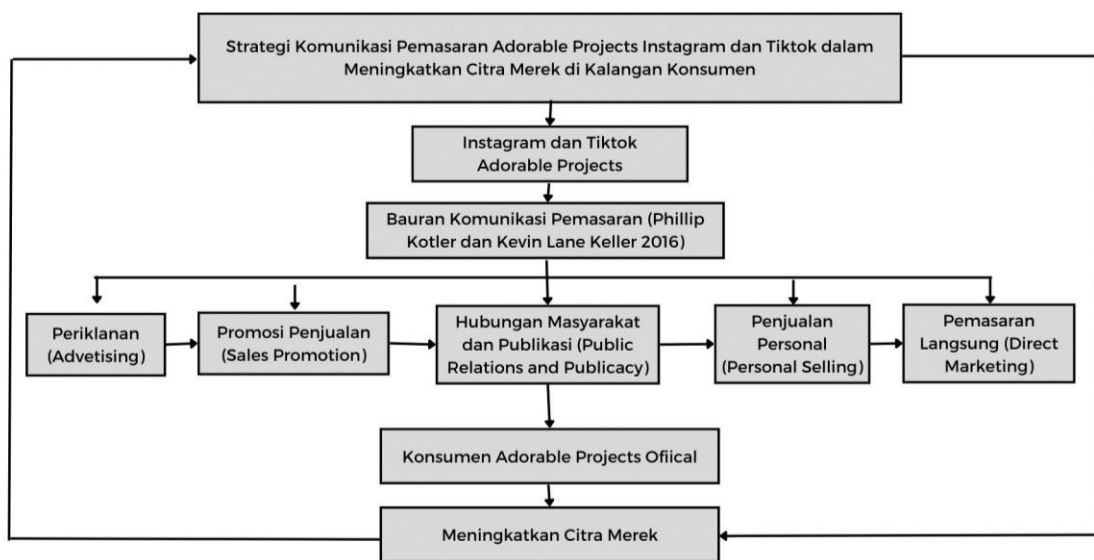 Strategi Komunikasi Pemasaran Adorable Projects Instagram dan Tiktok dalam
Meningkatkan Citra Merek di Kalangan Konsumen
Instagram dan Tiktok
Adorable Projects
Bauran Komunikasi Pemasaran (Phillip
Kotler dan Kevin Lane Keller 2016)
Periklanan
(Advetising)
Promosi Penjualan
(Sales Promotion)
Hubungan Masyarakat
dan Publikasi (Public
Relations and Publicacy)
Penjualan
Personal
(Personal Selling)
Pemasaran
Langsung (Direct
Marketing)
Konsumen Adorable Projects Ofiical
Meningkatkan Citra Merek